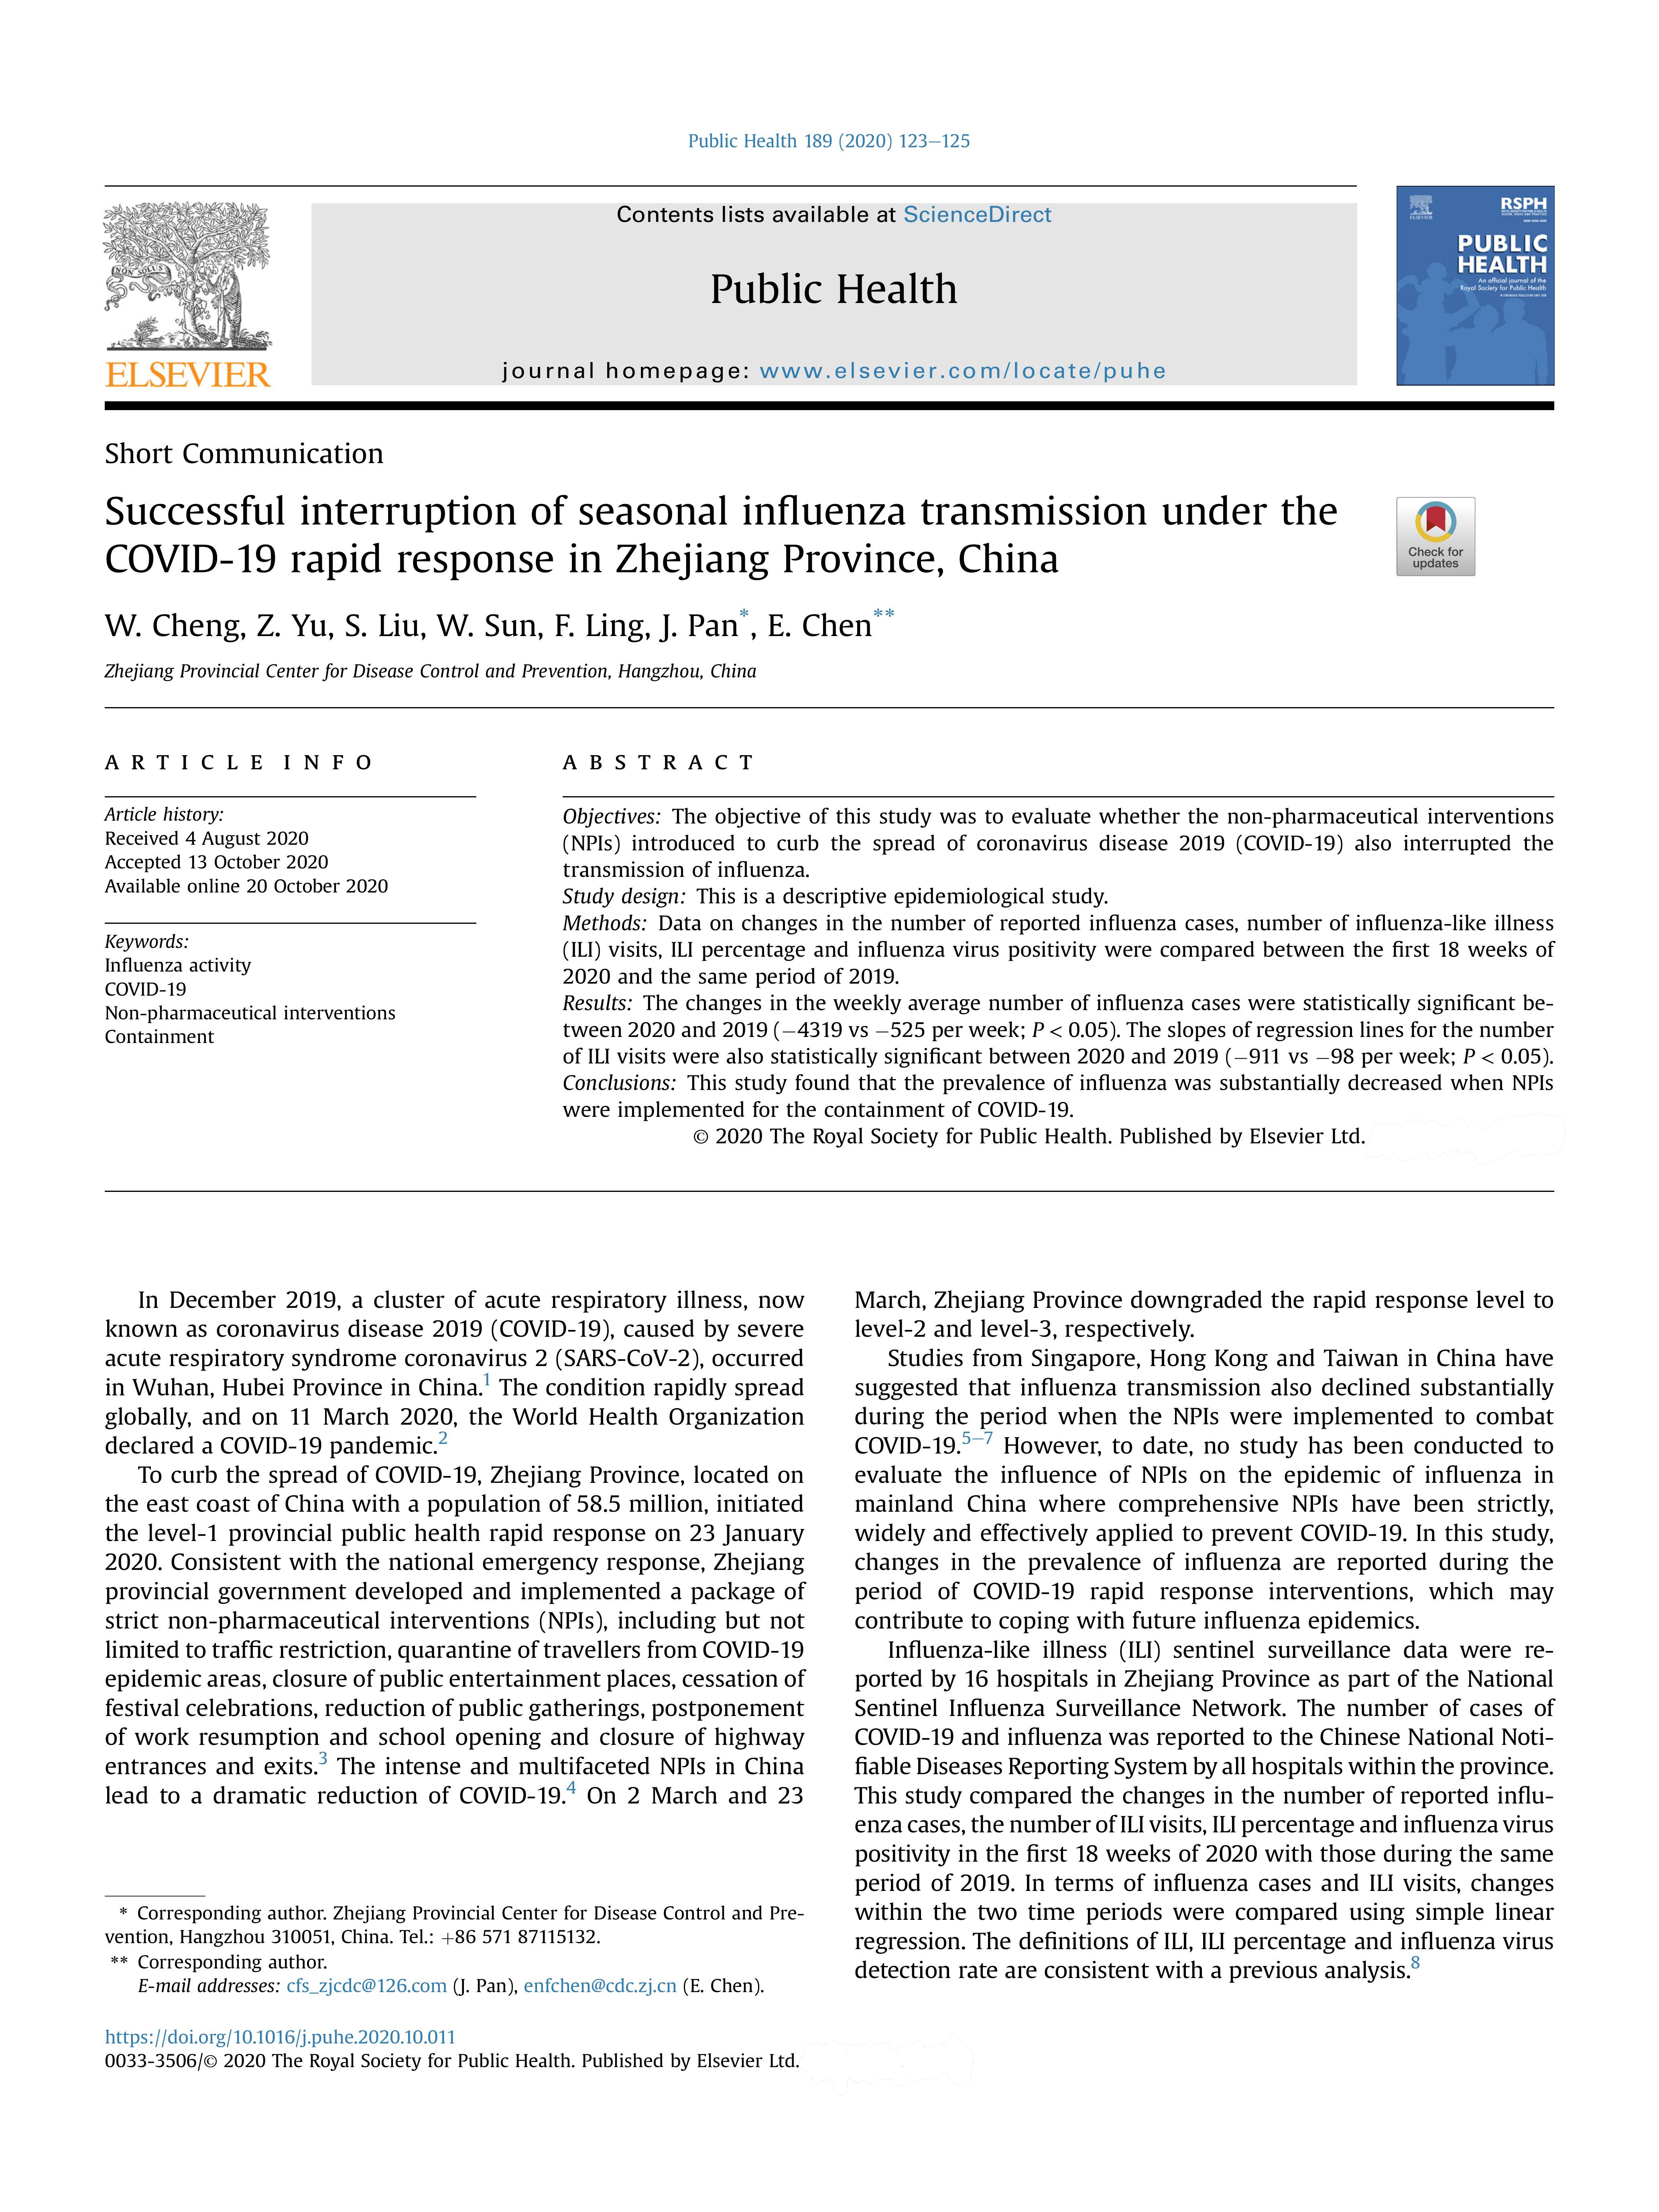 Public Health 189 (2020) 123–125
NON SOLUS
ELSEVIER
Contents lists available at ScienceDirect
Public Health
journal homepage: www.elsevier.com/locate/puhe
ELSEVIER
RSPH
PUBLIC
HEALTH
An official journal of the
Royal Society for Public Health
Short Communication
Successful interruption of seasonal influenza transmission under the
COVID-19 rapid response in Zhejiang Province, China
Check for
updates
W. Cheng, Z. Yu, S. Liu, W. Sun, F. Ling, J. Pan*, E. Chen**
Zhejiang Provincial Center for Disease Control and Prevention, Hangzhou, China
ARTICLE INFO
Article history:
Received 4 August 2020
Accepted 13 October 2020
Available online 20 October 2020
Keywords:
Influenza activity
COVID-19
Non-pharmaceutical interventions
Containment
ABSTRACT
Objectives: The objective of this study was to evaluate whether the non-pharmaceutical interventions
(NPIs) introduced to curb the spread of coronavirus disease 2019 (COVID-19) also interrupted the
transmission of influenza.
Study design: This is a descriptive epidemiological study.
Methods: Data on changes in the number of reported influenza cases, number of influenza-like illness
(ILI) visits, ILI percentage and influenza virus positivity were compared between the first 18 weeks of
2020 and the same period of 2019.
Results: The changes in the weekly average number of influenza cases were statistically significant be-
tween 2020 and 2019 (−4319 vs −525 per week; P < 0.05). The slopes of regression lines for the number
of ILI visits were also statistically significant between 2020 and 2019 (−911 vs −98 per week; P < 0.05).
Conclusions: This study found that the prevalence of influenza was substantially decreased when NPIs
were implemented for the containment of COVID-19.
© 2020 The Royal Society for Public Health. Published by Elsevier Ltd.
In December 2019, a cluster of acute respiratory illness, now
known as coronavirus disease 2019 (COVID-19), caused by severe
acute respiratory syndrome coronavirus 2 (SARS-CoV-2), occurred
in Wuhan, Hubei Province in China.1 The condition rapidly spread
globally, and on 11 March 2020, the World Health Organization
declared a COVID-19 pandemic.2
To curb the spread of COVID-19, Zhejiang Province, located on
the east coast of China with a population of 58.5 million, initiated
the level-1 provincial public health rapid response on 23 January
2020. Consistent with the national emergency response, Zhejiang
provincial government developed and implemented a package of
strict non-pharmaceutical interventions (NPIs), including but not
limited to traffic restriction, quarantine of travellers from COVID-19
epidemic areas, closure of public entertainment places, cessation of
festival celebrations, reduction of public gatherings, postponement
of work resumption and school opening and closure of highway
entrances and exits.3 The intense and multifaceted NPIs in China
lead to a dramatic reduction of COVID-19.4 On 2 March and 23
* Corresponding author. Zhejiang Provincial Center for Disease Control and Pre-
vention, Hangzhou 310051, China. Tel.: +86 571 87115132.
** Corresponding author.
E-mail addresses: cfs_zjcdc@126.com (J. Pan), enfchen@cdc.zj.cn (E. Chen).
March, Zhejiang Province downgraded the rapid response level to
level-2 and level-3, respectively.
Studies from Singapore, Hong Kong and Taiwan in China have
suggested that influenza transmission also declined substantially
during the period when the NPIs were implemented to combat
COVID-19.5–7 However, to date, no study has been conducted to
evaluate the influence of NPIs on the epidemic of influenza in
mainland China where comprehensive NPIs have been strictly,
widely and effectively applied to prevent COVID-19. In this study,
changes in the prevalence of influenza are reported during the
period of COVID-19 rapid response interventions, which may
contribute to coping with future influenza epidemics.
Influenza-like illness (ILI) sentinel surveillance data were re-
ported by 16 hospitals in Zhejiang Province as part of the National
Sentinel Influenza Surveillance Network. The number of cases of
COVID-19 and influenza was reported to the Chinese National Noti-
fiable Diseases Reporting System by all hospitals within the province.
This study compared the changes in the number of reported influ-
enza cases, the number of ILI visits, ILI percentage and influenza virus
positivity in the first 18 weeks of 2020 with those during the same
period of 2019. In terms of influenza cases and ILI visits, changes
within the two time periods were compared using simple linear
regression. The definitions of ILI, ILI percentage and influenza virus
detection rate are consistent with a previous analysis.8
https://doi.org/10.1016/j.puhe.2020.10.011
0033-3506/© 2020 The Royal Society for Public Health. Published by Elsevier Ltd.